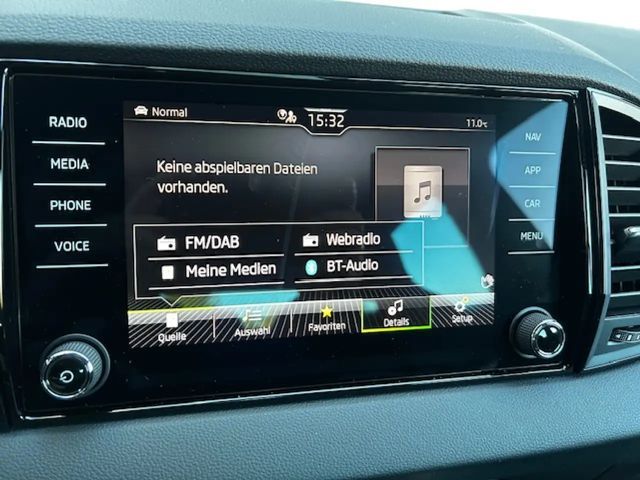 RADIO
MEDIA
PHONE
VOICE
Normal
15:32
11.0°C
Keine abspielbaren Dateien
vorhanden.
FM/DAB
Webradio
Meine Medien
BT-Audio
Quelle
Auswahl
Favoriten
Details
Setup
NAV
APP
CAR
MENU